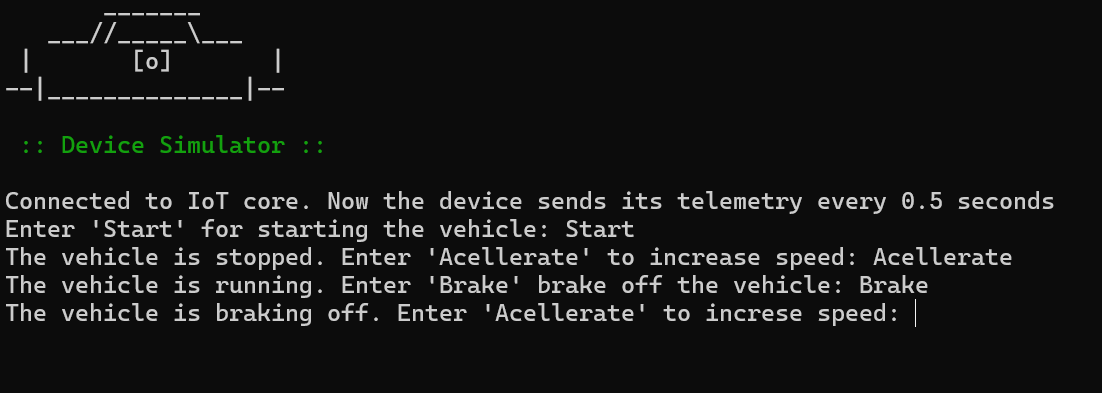 _______
   ___//_____\___
 |       [o]       |
--|______________|--
:: Device Simulator ::
Connected to IoT core. Now the device sends its telemetry every 0.5 seconds
Enter 'Start' for starting the vehicle: Start
The vehicle is stopped. Enter 'Acellerate' to increase speed: Acellerate
The vehicle is running. Enter 'Brake' brake off the vehicle: Brake
The vehicle is braking off. Enter 'Acellerate' to increse speed: